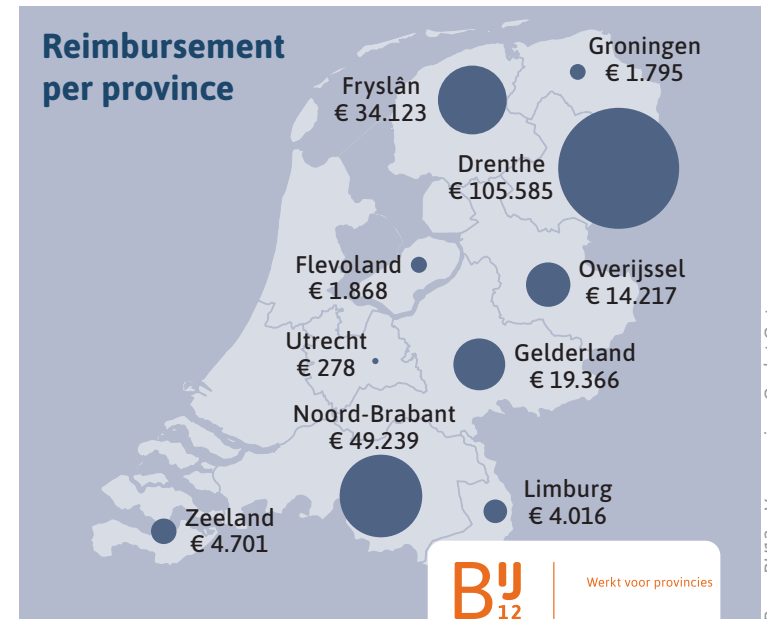 Reimbursement
per province
Groningen
€ 1.795
Fryslân
€ 34.123
Drenthe
€ 105.585
Flevoland
€ 1.868
Overijssel
€ 14.217
Utrecht
€ 278
Gelderland
€ 19.366
Noord-Brabant
€ 49.239
Limburg
€ 4.016
Zeeland
€ 4.701
BIJ
12
Werkt voor provincies